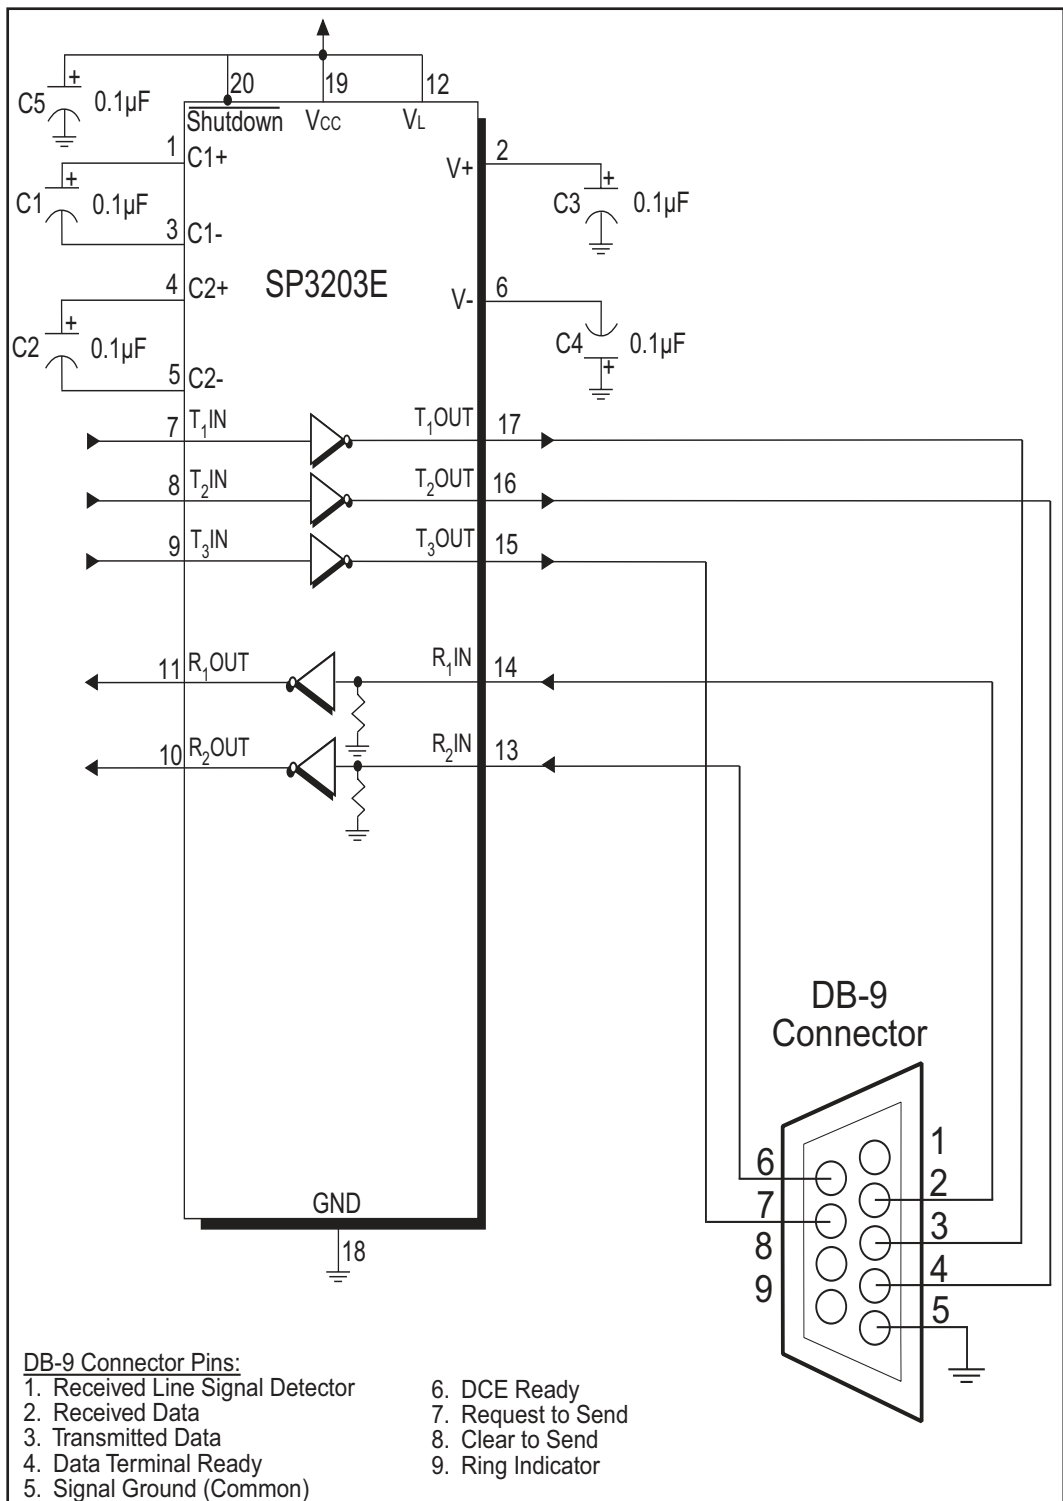 20 19 12
+
C5 0.1µF
Shutdown VCC VL
1 C1+
V+ 2
+
C1 0.1µF
+
C3 0.1µF
3 C1-
4 C2+
SP3203E
V- 6
+
C2 0.1µF
C4 0.1µF
+
5 C2-
7 T1IN T1OUT 17
8 T2IN T2OUT 16
9 T3IN T3OUT 15
11 R1OUT R1IN 14
10 R2OUT R2IN 13
DB-9
Connector
1
6
2
7
3
8
4
9
5
GND
18
DB-9 Connector Pins:
1. Received Line Signal Detector
2. Received Data
3. Transmitted Data
4. Data Terminal Ready
5. Signal Ground (Common)
6. DCE Ready
7. Request to Send
8. Clear to Send
9. Ring Indicator